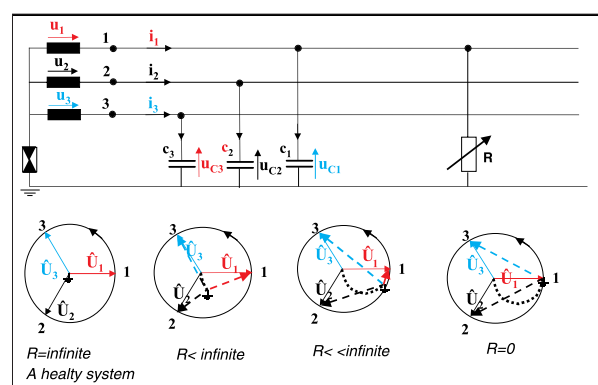 u1 1 i1
u2 2 i2
u3 3 i3
c3 uC3 c2 uC2 c1 uC1 R
3 Û3 Û1 1 Û2 2
3 Û3 Û1 1 Û2 2
3 Û3 Û1 1 Û2 2
3 Û3 Û1 1 Û2 2
R=infinite R< infinite R< <infinite R=0
A healty system